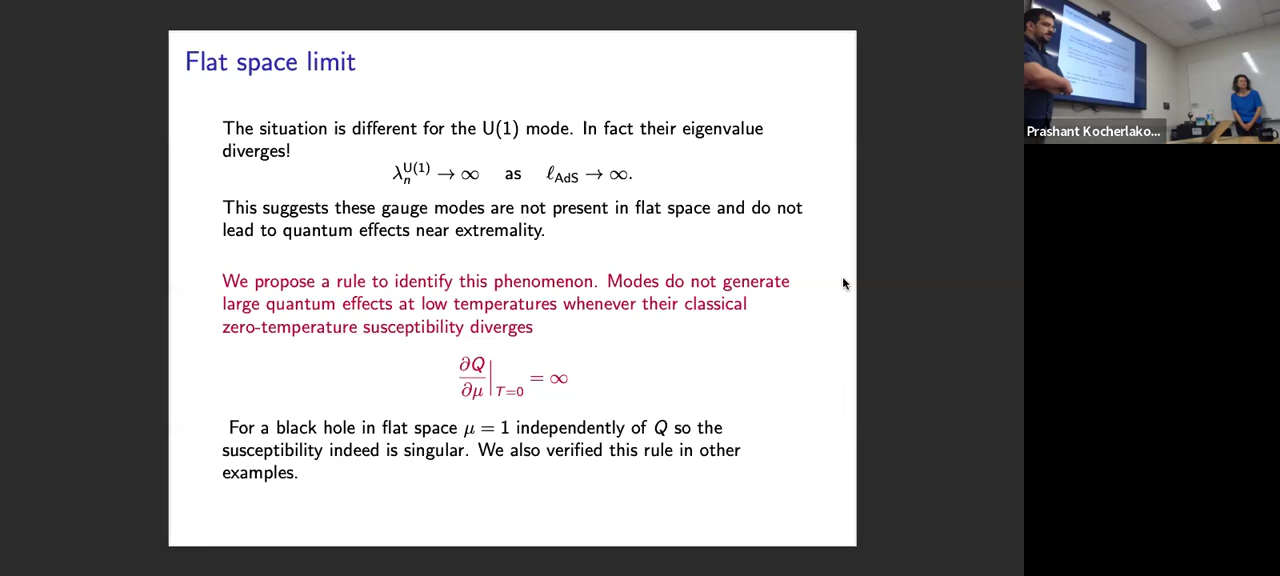 Flat space limit
The situation is different for the U(1) mode. In fact their eigenvalue
diverges!
λ_n^{U(1)} → ∞ as ℓ_AdS → ∞.
This suggests these gauge modes are not present in flat space and do not
lead to quantum effects near extremality.
We propose a rule to identify this phenomenon. Modes do not generate
large quantum effects at low temperatures whenever their classical
zero-temperature susceptibility diverges
∂Q/∂μ|_{T=0} = ∞
For a black hole in flat space μ = 1 independently of Q so the
susceptibility indeed is singular. We also verified this rule in other
examples.
Prashant Kocherlako...